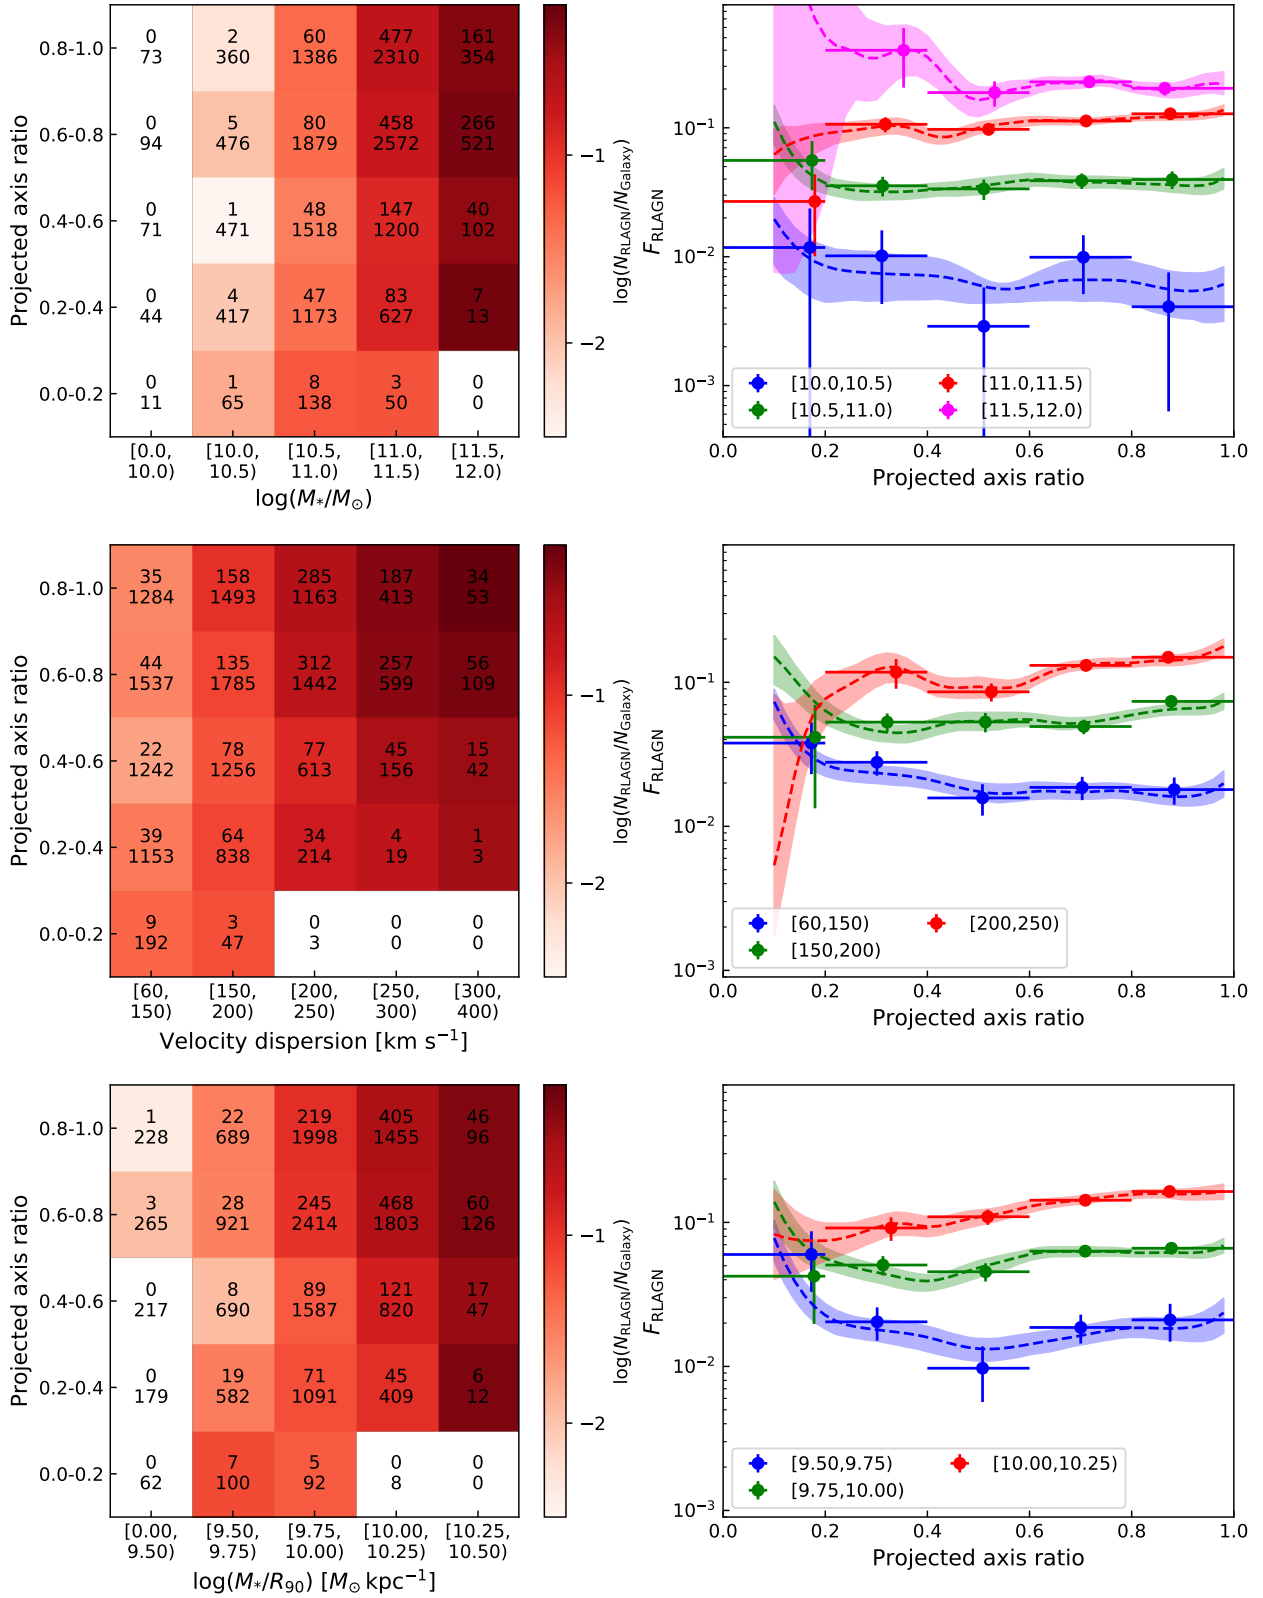 0.8-1.0
0 2 60 477 161
73 360 1386 2310 354
0.6-0.8
0 5 80 458 266
94 476 1879 2572 521
0.4-0.6
0 1 48 147 40
71 471 1518 1200 102
0.2-0.4
0 4 47 83 7
44 417 1173 627 13
0.0-0.2
0 1 8 3 0
11 65 138 50 0
[0.0, [10.0, [10.5, [11.0, [11.5,
10.0) 10.5) 11.0) 11.5) 12.0)
log(M*/M⊙)
Projected axis ratio
−1
−2
log(N_RLAGN/N_Galaxy)
10⁻¹
10⁻²
10⁻³
F_RLAGN
[10.0,10.5) [11.0,11.5)
[10.5,11.0) [11.5,12.0)
0.0 0.2 0.4 0.6 0.8 1.0
Projected axis ratio
0.8-1.0
35 158 285 187 34
1284 1493 1163 413 53
0.6-0.8
44 135 312 257 56
1537 1785 1442 599 109
0.4-0.6
22 78 77 45 15
1242 1256 613 156 42
0.2-0.4
39 64 34 4 1
1153 838 214 19 3
0.0-0.2
9 3 0 0 0
192 47 3 0 0
[60, [150, [200, [250, [300,
150) 200) 250) 300) 400)
Velocity dispersion [km s⁻¹]
Projected axis ratio
−1
−2
log(N_RLAGN/N_Galaxy)
10⁻¹
10⁻²
10⁻³
F_RLAGN
[60,150) [200,250)
[150,200)
0.0 0.2 0.4 0.6 0.8 1.0
Projected axis ratio
0.8-1.0
1 22 219 405 46
228 689 1998 1455 96
0.6-0.8
3 28 245 468 60
265 921 2414 1803 126
0.4-0.6
0 8 89 121 17
217 690 1587 820 47
0.2-0.4
0 19 71 45 6
179 582 1091 409 12
0.0-0.2
0 7 5 0 0
62 100 92 8 0
[0.00, [9.50, [9.75, [10.00, [10.25,
9.50) 9.75) 10.00) 10.25) 10.50)
log(M*/R₉₀) [M⊙ kpc⁻¹]
Projected axis ratio
−1
−2
log(N_RLAGN/N_Galaxy)
10⁻¹
10⁻²
10⁻³
F_RLAGN
[9.50,9.75) [10.00,10.25)
[9.75,10.00)
0.0 0.2 0.4 0.6 0.8 1.0
Projected axis ratio